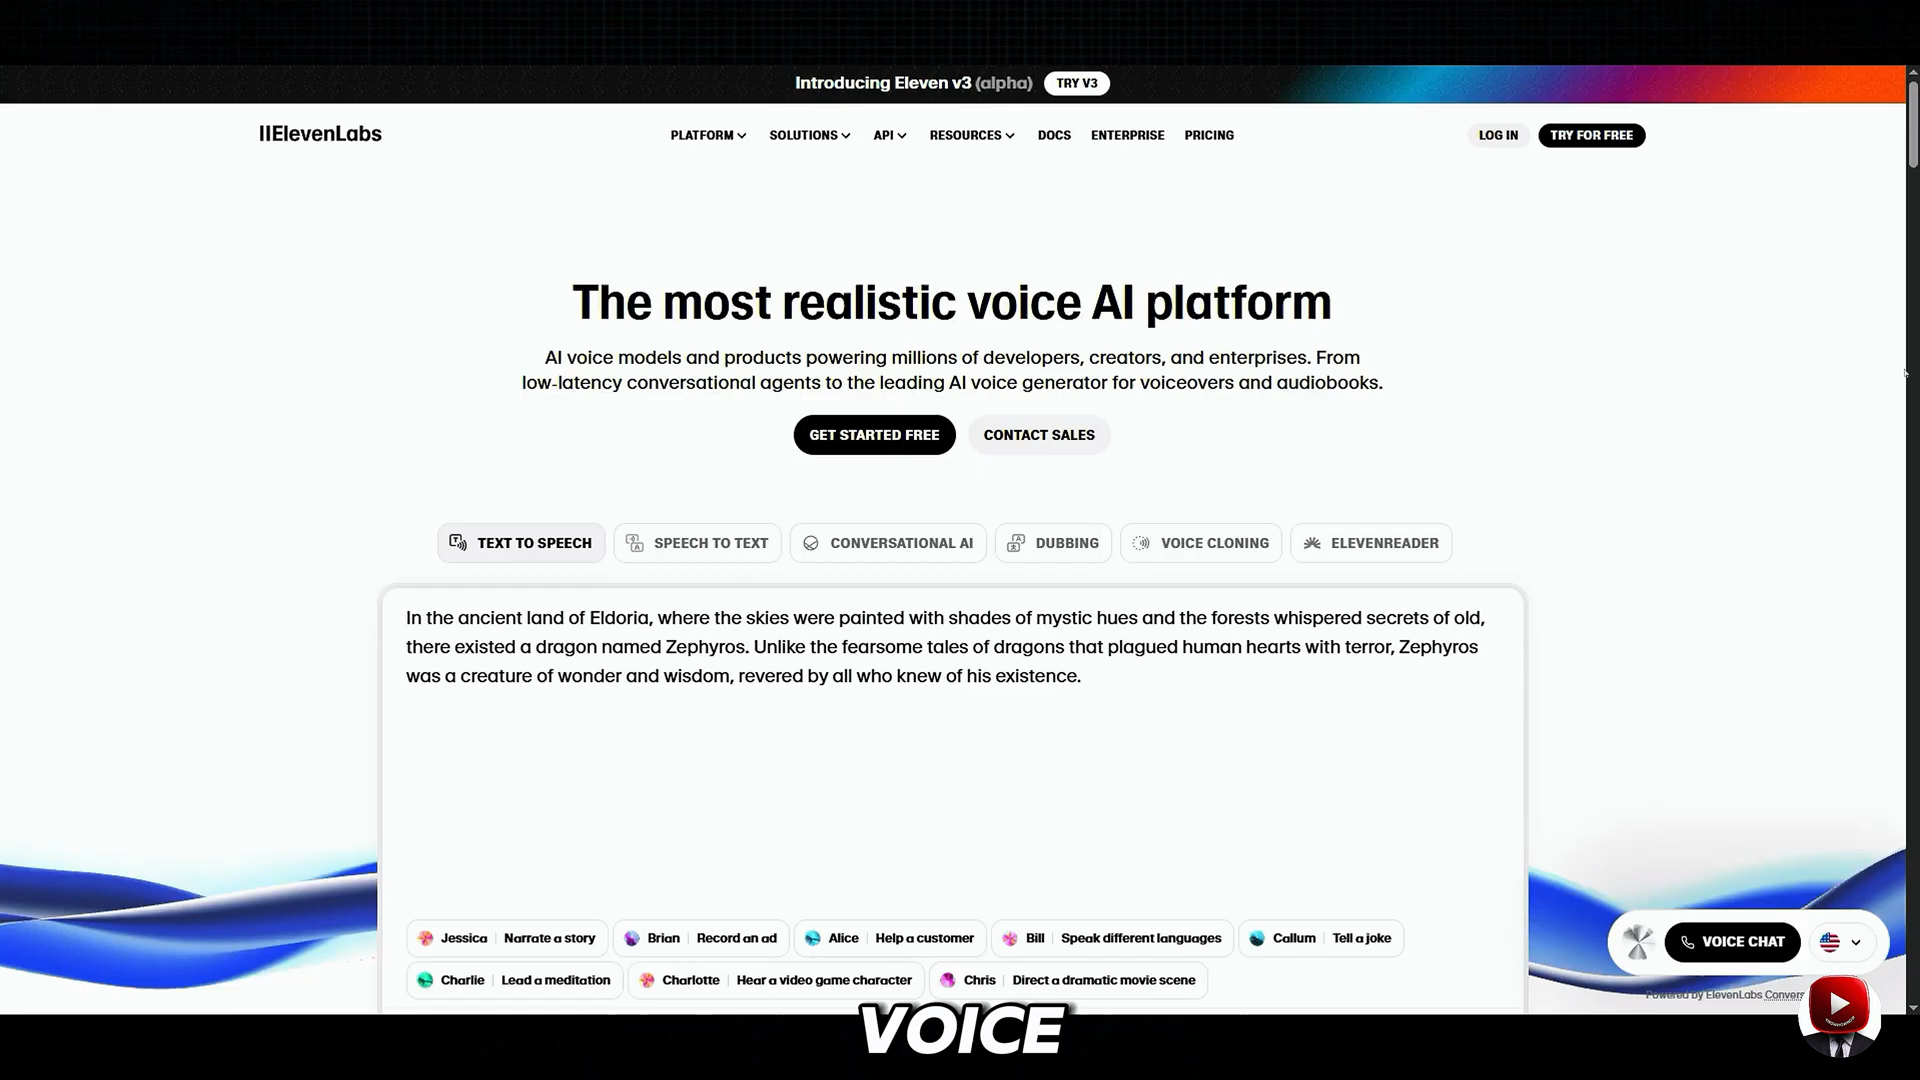 Introducing Eleven v3 (alpha) TRY V3
IIElevenLabs PLATFORM SOLUTIONS API RESOURCES DOCS ENTERPRISE PRICING LOG IN TRY FOR FREE
The most realistic voice AI platform
AI voice models and products powering millions of developers, creators, and enterprises. From
low-latency conversational agents to the leading AI voice generator for voiceovers and audiobooks.
GET STARTED FREE CONTACT SALES
TEXT TO SPEECH SPEECH TO TEXT CONVERSATIONAL AI DUBBING VOICE CLONING ELEVENREADER
In the ancient land of Eldoria, where the skies were painted with shades of mystic hues and the forests whispered secrets of old,
there existed a dragon named Zephyros. Unlike the fearsome tales of dragons that plagued human hearts with terror, Zephyros
was a creature of wonder and wisdom, revered by all who knew of his existence.
Jessica Narrate a story Brian Record an ad Alice Help a customer Bill Speak different languages Callum Tell a joke
Charlie Lead a meditation Charlotte Hear a video game character Chris Direct a dramatic movie scene
VOICE CHAT
Powered by ElevenLabs Convers
VOICE